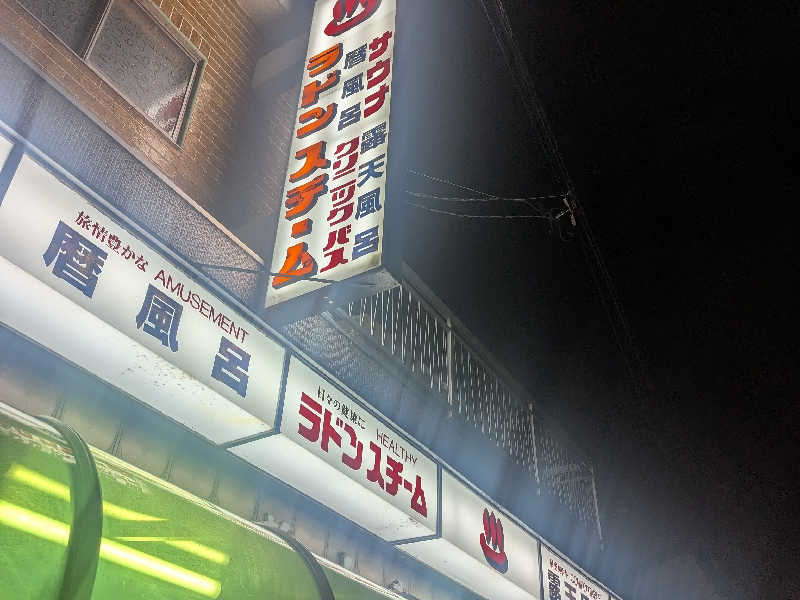 サウナ 露天風呂
暦風呂 クリニックバス
ラドンスチーム
旅情豊かな AMUSEMENT
暦風呂
日々の健康に HEALTHY
ラドンスチーム